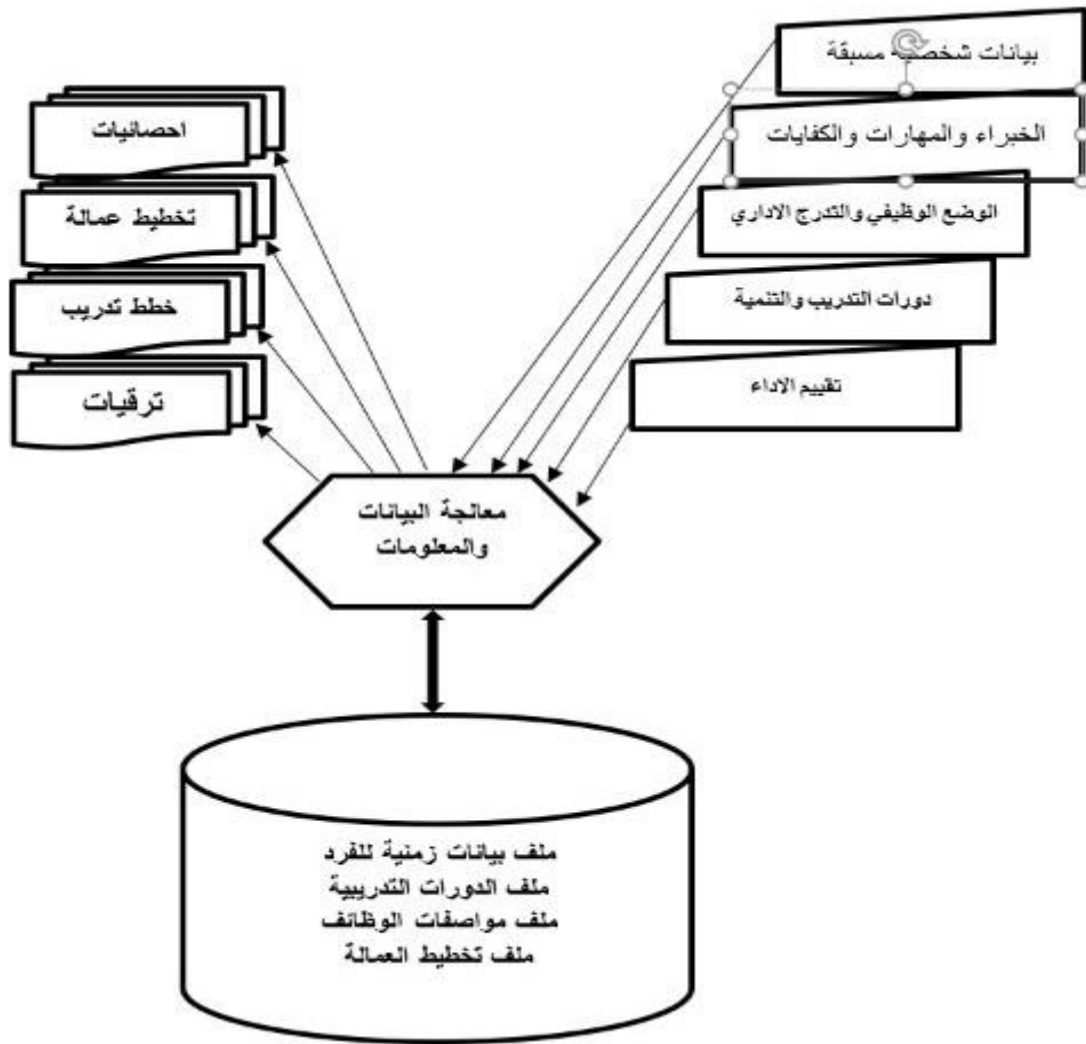 بيانات شخصية مسبقة
الخبراء والمهارات والكفايات
الوضع الوظيفي والتدرج الاداري
دورات التدريب والتنمية
تقييم الاداء
احصائيات
تخطيط عمالة
خطط تدريب
ترقيات
معالجة البيانات
والمعلومات
ملف بيانات زمنية للفرد
ملف الدورات التدريبية
ملف مواصفات الوظائف
ملف تخطيط العمالة